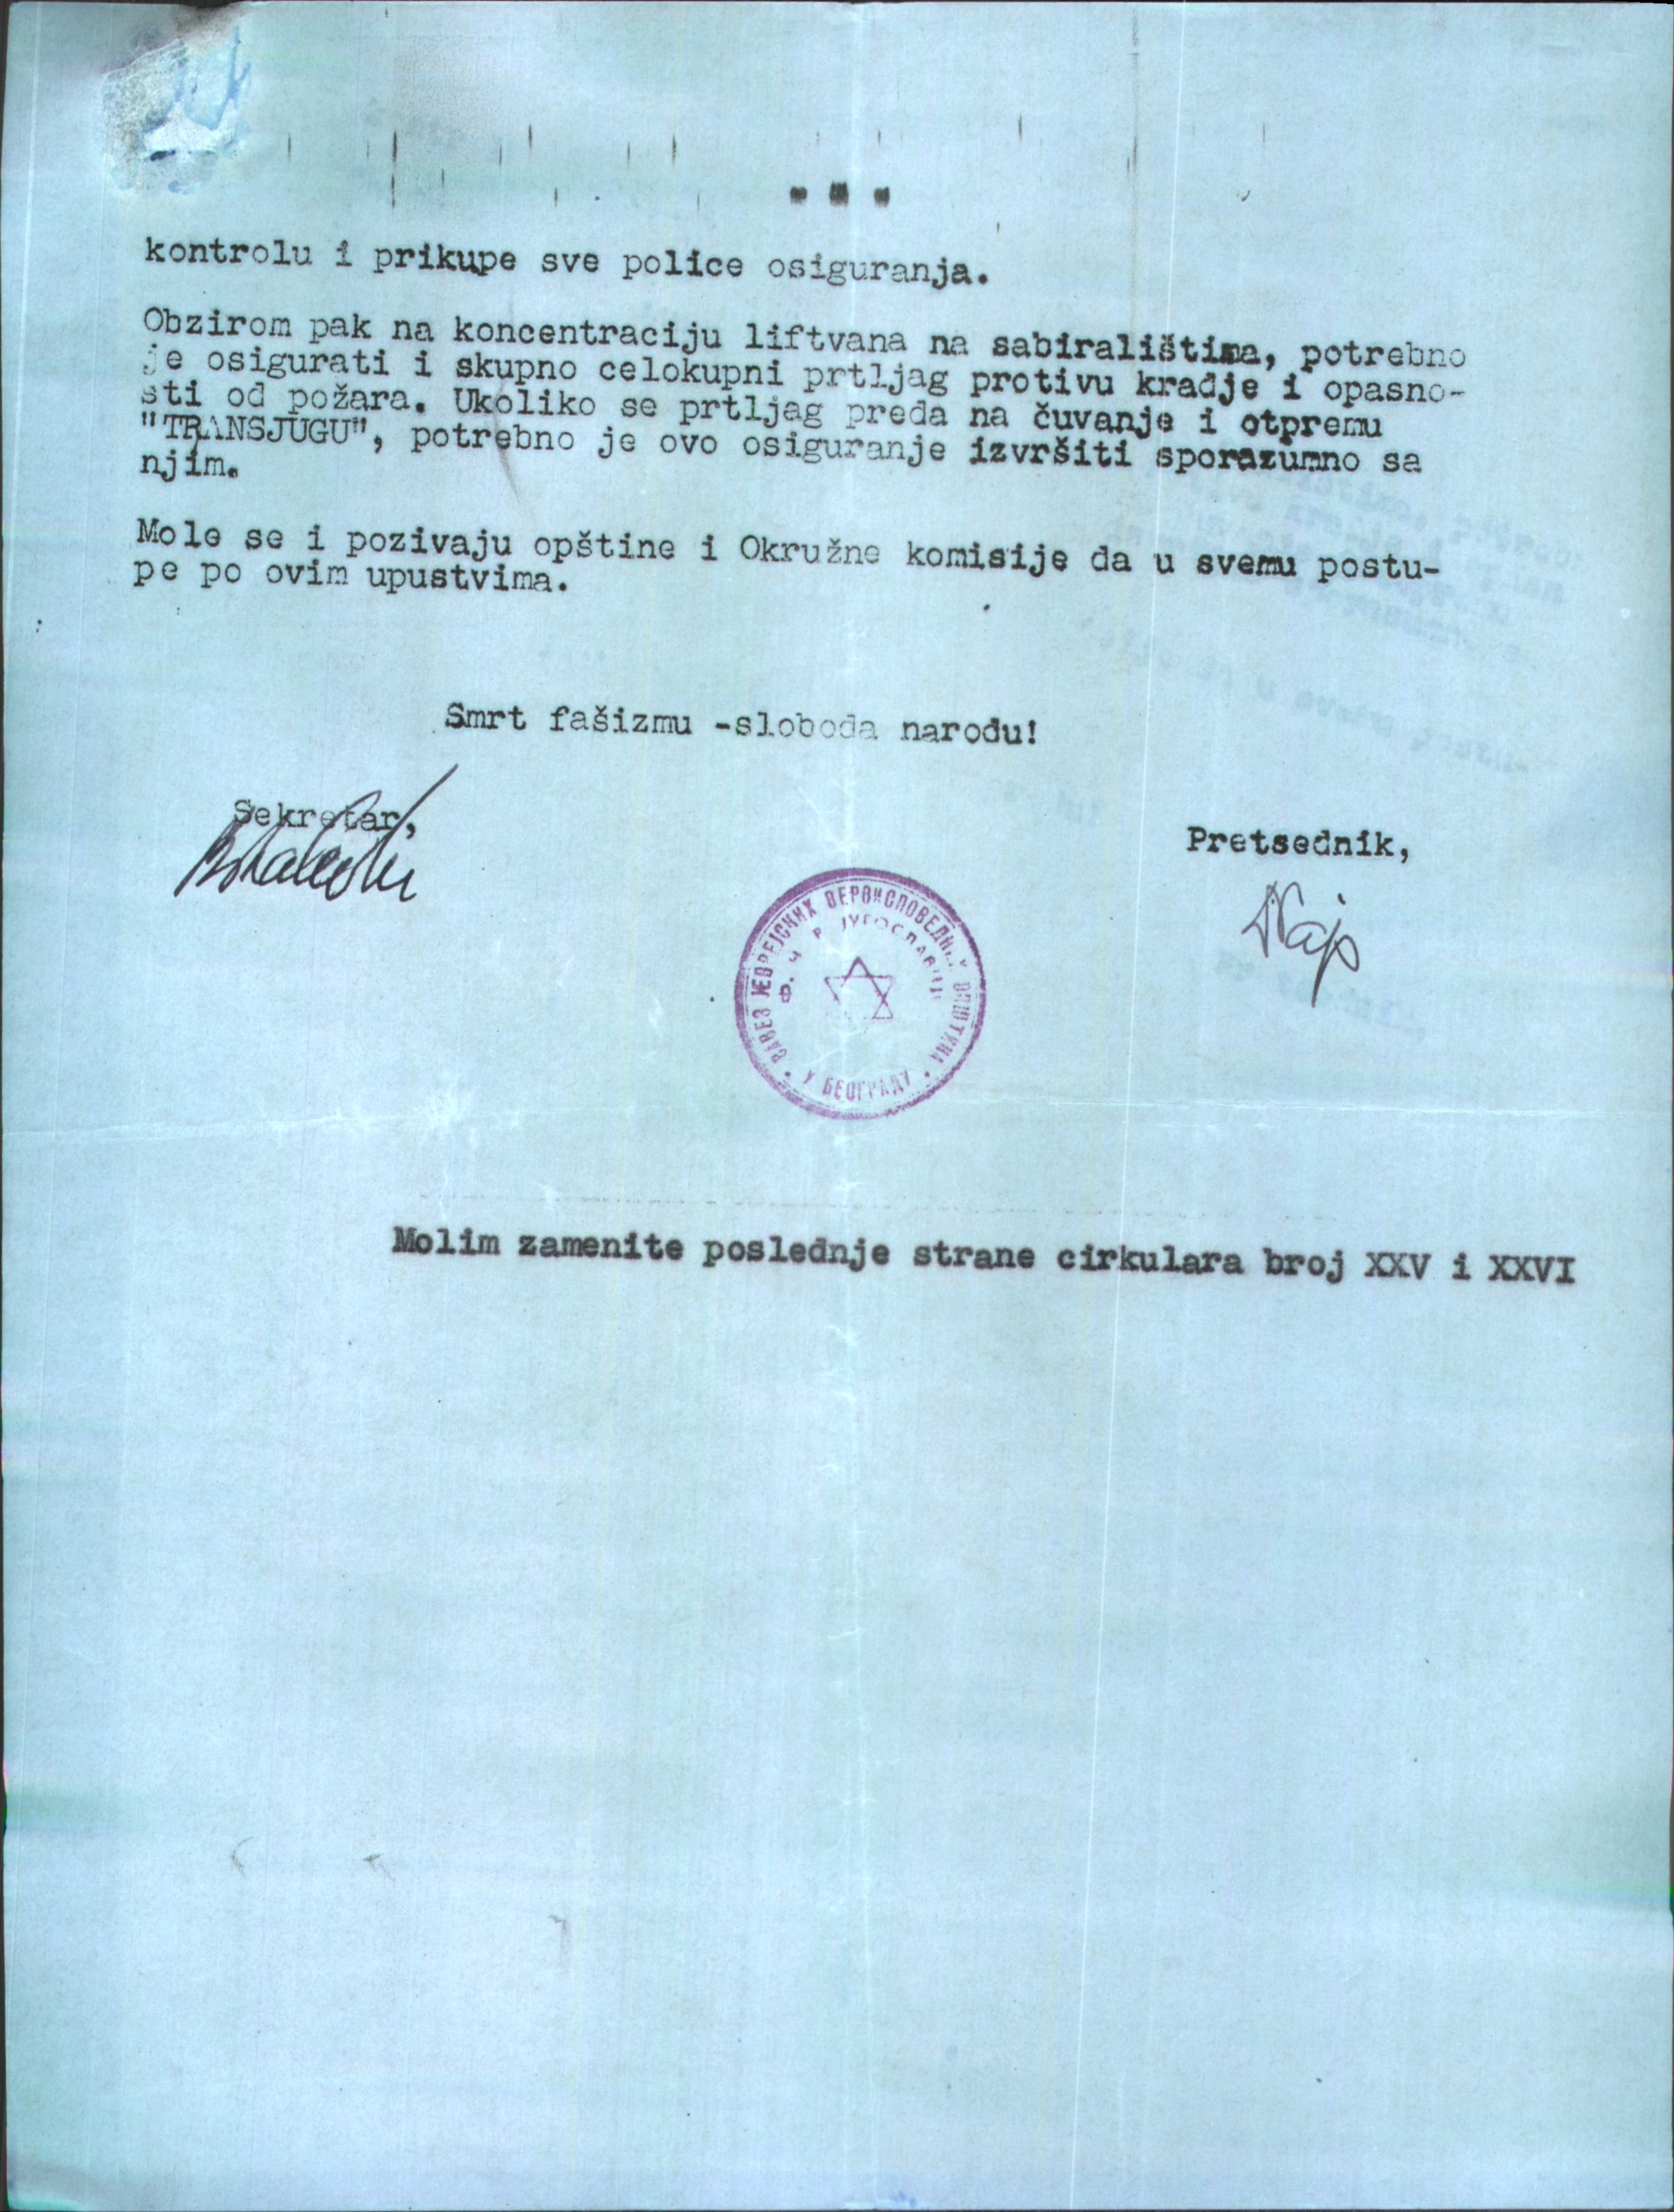 kontrolu i prikupe sve police osiguranja.
Obzirom pak na koncentraciju liftvana na sabiralištima, potrebno
je osigurati i skupno celokupni prtljag protivu kradje i opasno-
sti od požara. Ukoliko se prtljag preda na čuvanje i otpremu
"TRANSJUGU", potrebno je ovo osiguranje izvršiti sporazumno sa
njim.
Mole se i pozivaju opštine i Okružne komisije da u svemu postu-
pe po ovim upustvima.
Smrt fašizmu -sloboda narodu!
Sekretar,
Pretsednik,
САВЕЗ ЈЕВРЕЈСКИХ ВЕРОИСПОВЕДНИХ ОПШТИНА
Ф. Н. Р. ЈУГОСЛАВИЈЕ
У БЕОГРАДУ
Molim zamenite poslednje strane cirkulara broj XXV i XXVI